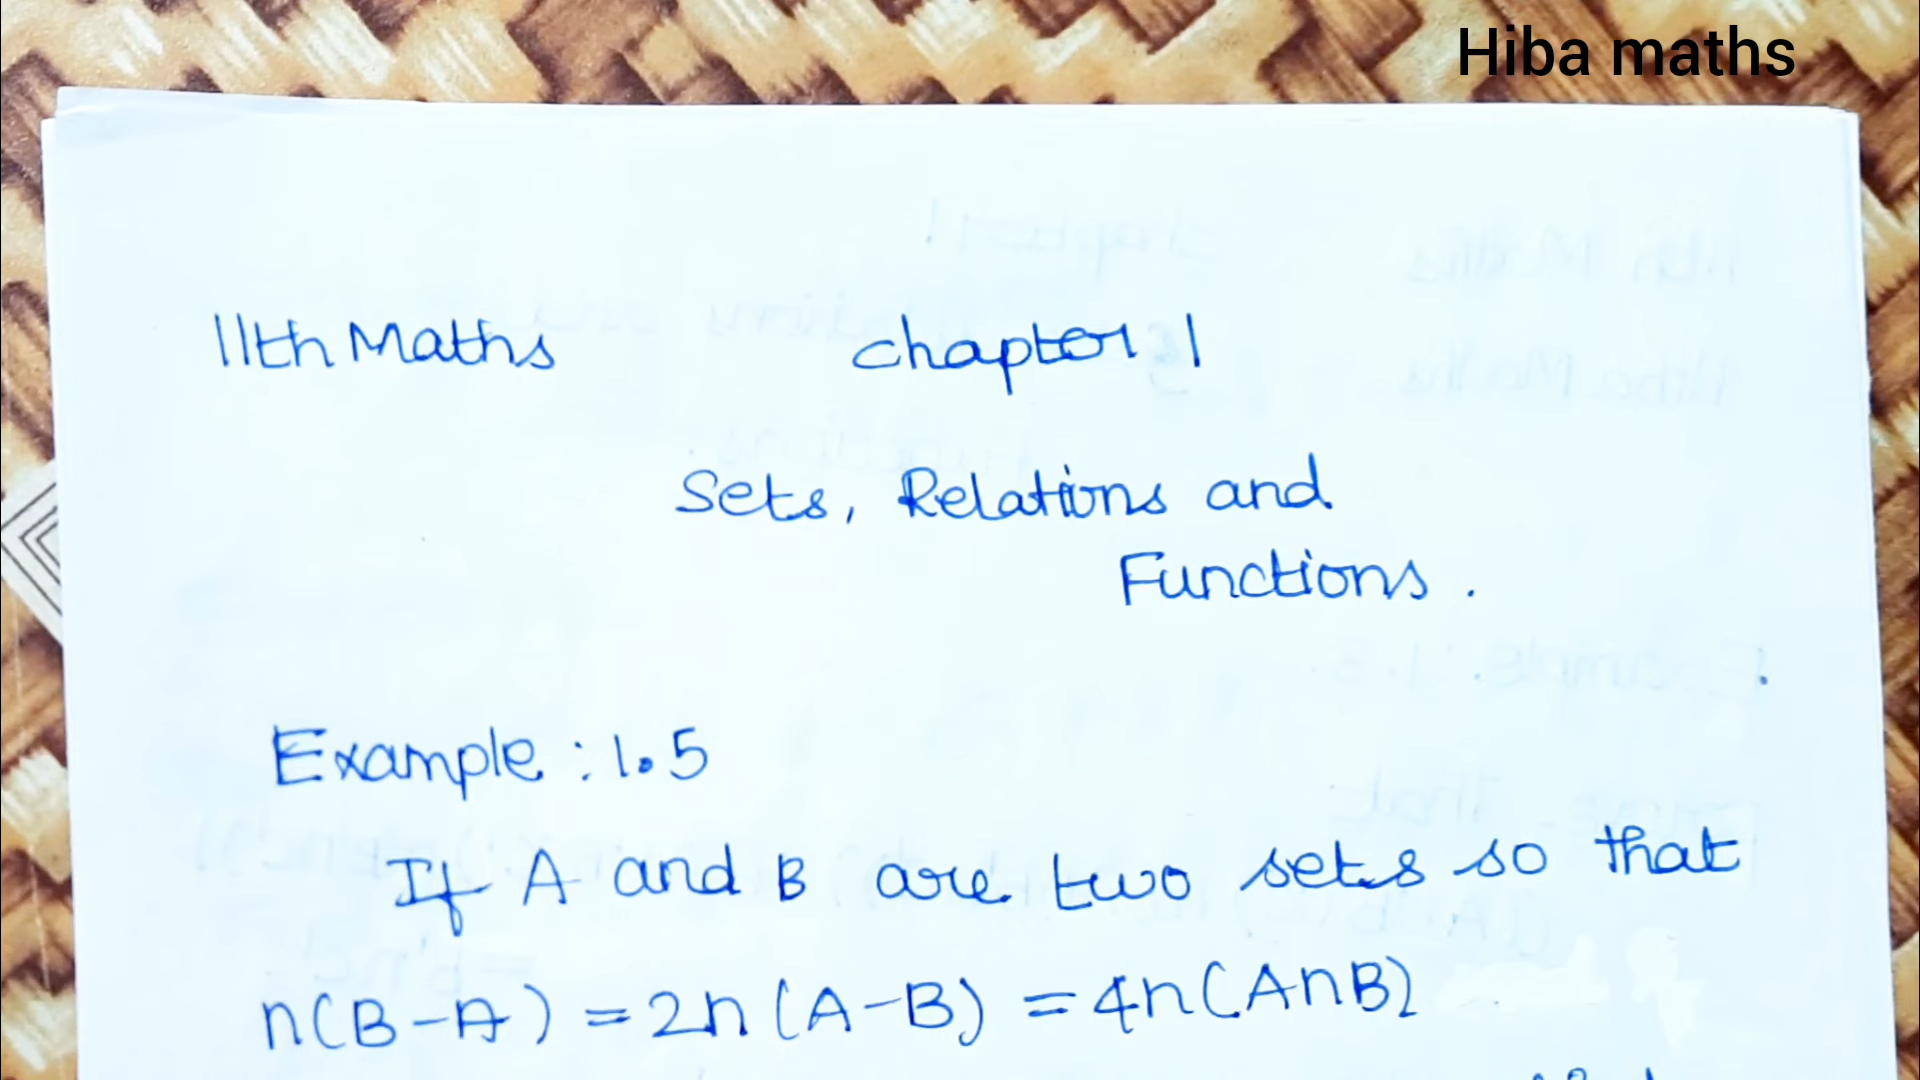 Hiba maths
11th Maths chapter 1
Sets, Relations and
Functions.
Example : 1.5
If A and B are two sets so that
n(B-A) = 2n(A-B) = 4n(A∩B)